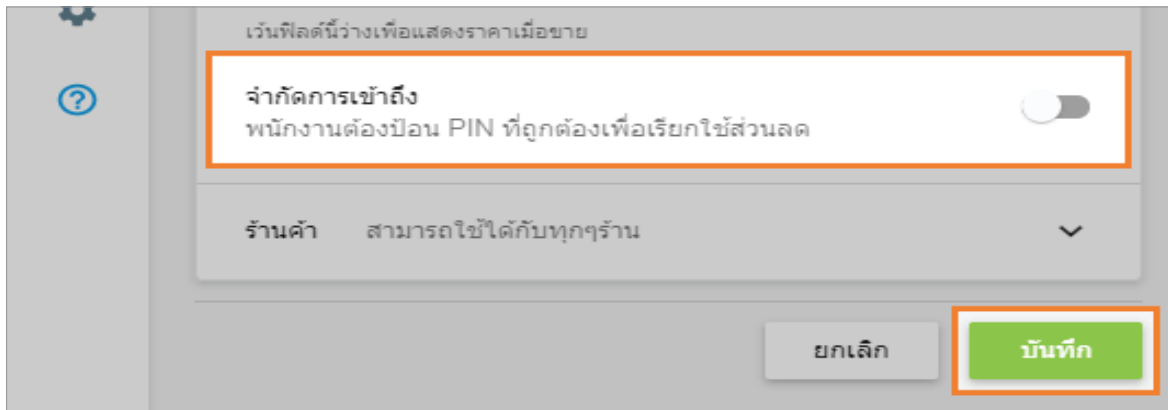 เว้นฟิลด์นี้ว่างเพื่อแสดงราคาเมื่อขาย
จำกัดการเข้าถึง
พนักงานต้องป้อน PIN ที่ถูกต้องเพื่อเรียกใช้ส่วนลด
ร้านค้า สามารถใช้ได้กับทุกๆร้าน
ยกเลิก บันทึก